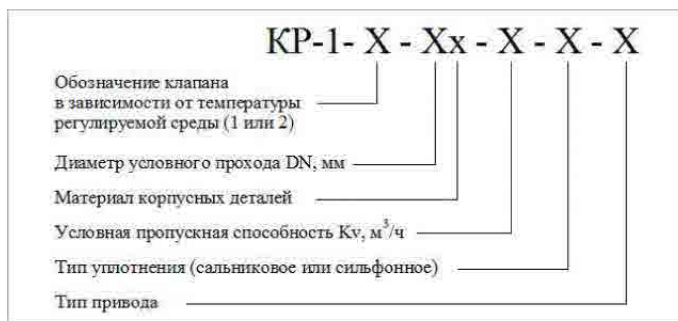 КР-1- X - Xx - X - X - X
Обозначение клапана
в зависимости от температуры
регулируемой среды (1 или 2)
Диаметр условного прохода DN, мм
Материал корпусных деталей
Условная пропускная способность Kv, м³/ч
Тип уплотнения (сальниковое или сильфонное)
Тип привода